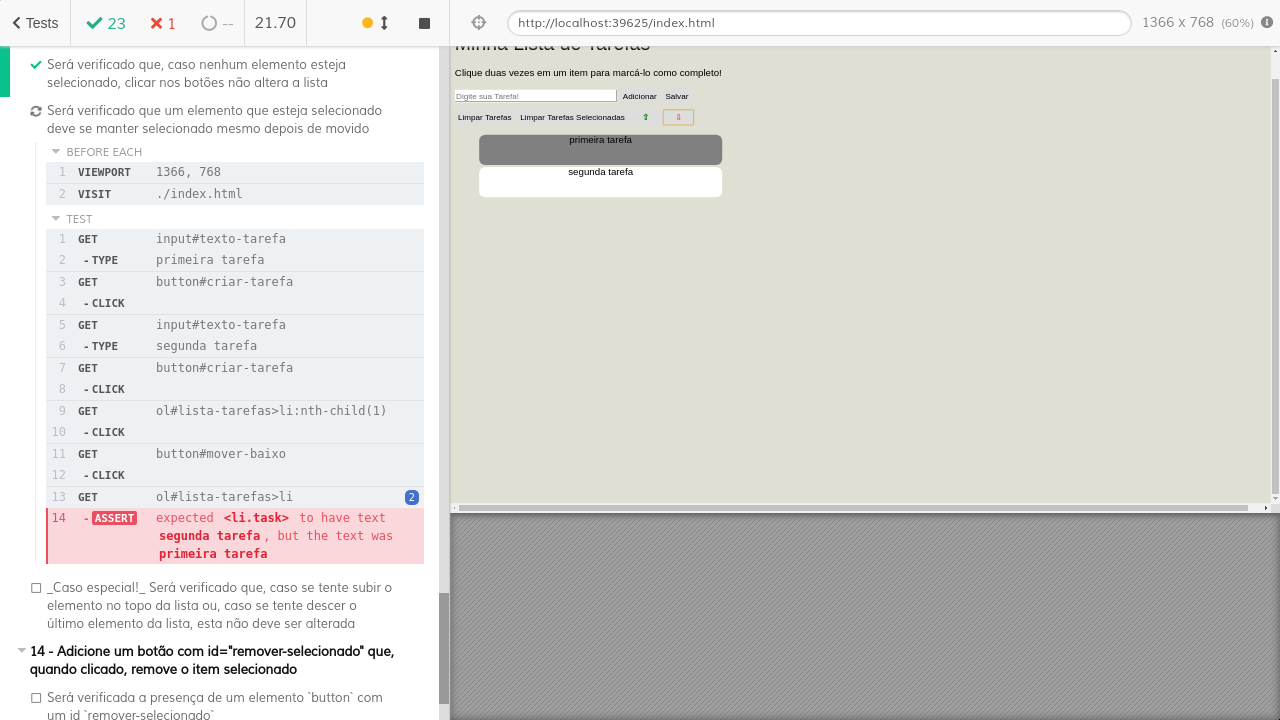 Tests 23 1 -- 21.70 http://localhost:39625/index.html 1366 x 768 (60%)
Será verificado que, caso nenhum elemento esteja
selecionado, clicar nos botões não altera a lista
Será verificado que um elemento que esteja selecionado
deve se manter selecionado mesmo depois de movido
BEFORE EACH
1 VIEWPORT 1366, 768
2 VISIT ./index.html
TEST
1 GET input#texto-tarefa
2 -TYPE primeira tarefa
3 GET button#criar-tarefa
4 -CLICK
5 GET input#texto-tarefa
6 -TYPE segunda tarefa
7 GET button#criar-tarefa
8 -CLICK
9 GET ol#lista-tarefas>li:nth-child(1)
10 -CLICK
11 GET button#mover-baixo
12 -CLICK
13 GET ol#lista-tarefas>li 2
14 -ASSERT expected <li.task> to have text
segunda tarefa, but the text was
primeira tarefa
_Caso especial!_ Será verificado que, caso se tente subir o
elemento no topo da lista ou, caso se tente descer o
último elemento da lista, esta não deve ser alterada
14 - Adicione um botão com id="remover-selecionado" que,
quando clicado, remove o item selecionado
Será verificada a presença de um elemento `button` com
um id `remover-selecionado`
Minha Lista de Tarefas
Clique duas vezes em um item para marcá-lo como completo!
Digite sua Tarefa! Adicionar Salvar
Limpar Tarefas Limpar Tarefas Selecionadas ⇧ ⇩
primeira tarefa
segunda tarefa